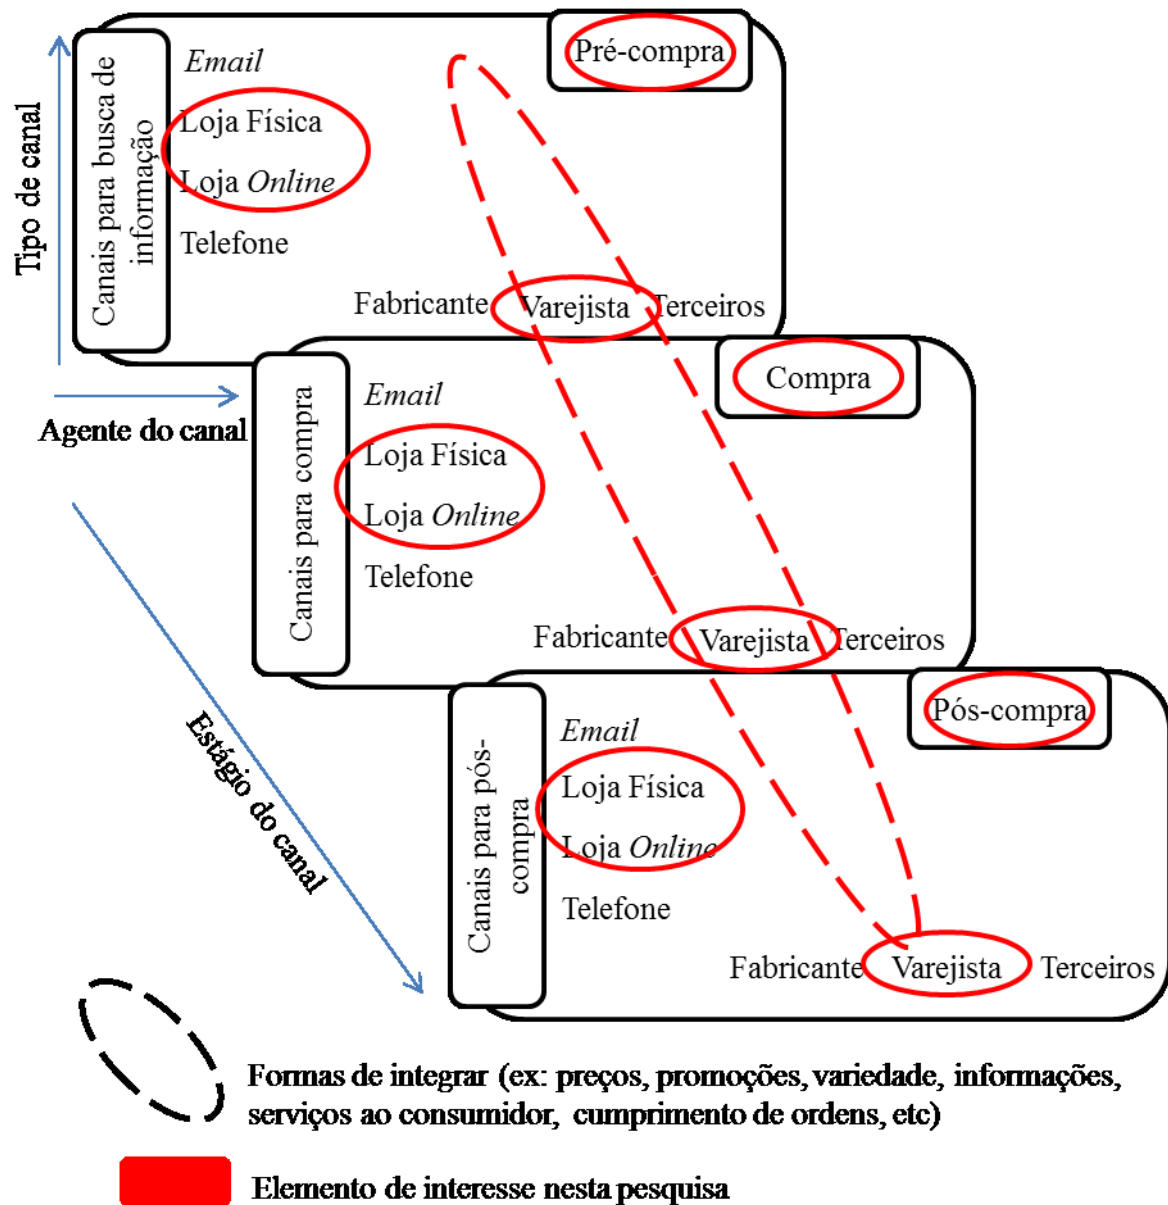 Pré-compra
Email
Loja Física
Loja Online
Telefone
Canais para busca de
informação
Tipo de canal
Fabricante Varejista Terceiros
Agente do canal
Compra
Email
Loja Física
Loja Online
Telefone
Canais para compra
Fabricante Varejista Terceiros
Estágio do canal
Pós-compra
Email
Loja Física
Loja Online
Telefone
Canais para pós-
compra
Fabricante Varejista Terceiros
Formas de integrar (ex: preços, promoções, variedade, informações,
serviços ao consumidor, cumprimento de ordens, etc)
Elemento de interesse nesta pesquisa